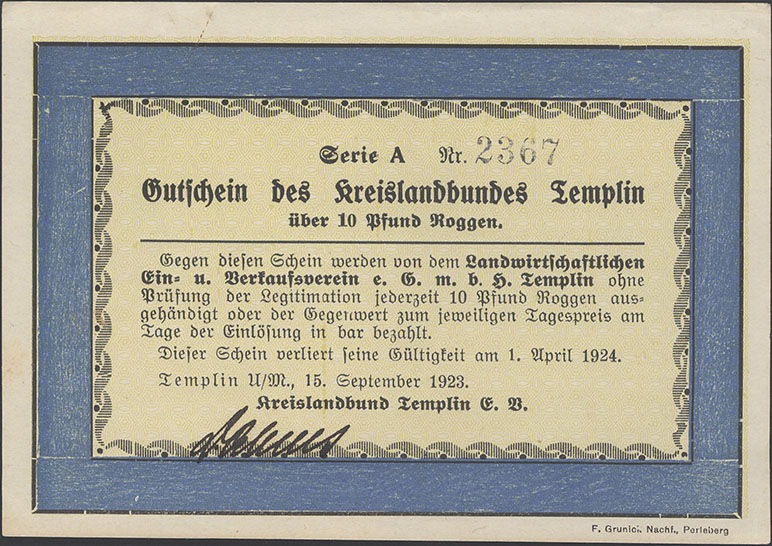 Serie A Nr. 2367
Gutschein des Kreislandbundes Templin
über 10 Pfund Roggen.
Gegen diesen Schein werden von dem Landwirtschaftlichen
Ein- u. Verkaufsverein e. G. m. b. H. Templin ohne
Prüfung der Legitimation jederzeit 10 Pfund Roggen aus-
gehändigt oder der Gegenwert zum jeweiligen Tagespreis am
Tage der Einlösung in bar bezahlt.
Dieser Schein verliert seine Gültigkeit am 1. April 1924.
Templin U/M., 15. September 1923.
Kreislandbund Templin E. V.
F. Grunick Nachf., Perleberg